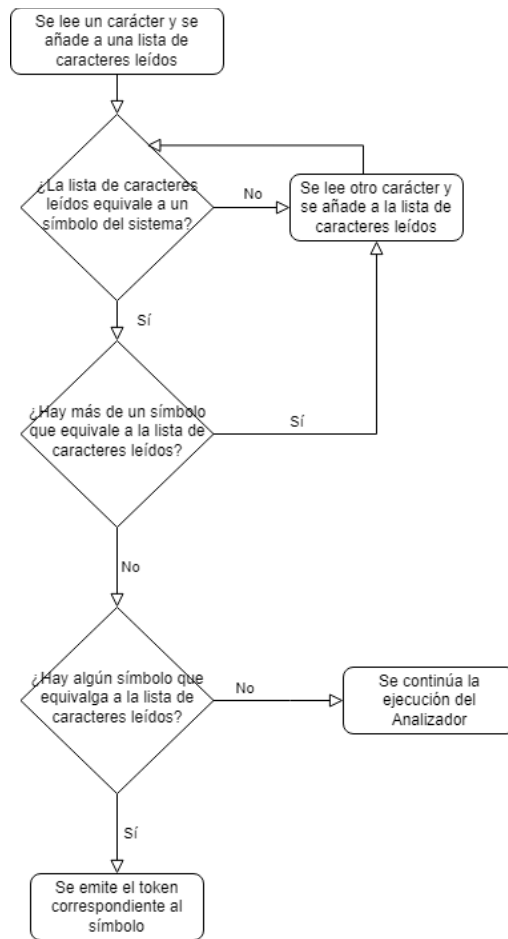 Se lee un carácter y se
añade a una lista de
caracteres leídos
¿La lista de caracteres
leídos equivale a un
símbolo del sistema?
No
Se lee otro carácter y
se añade a la lista de
caracteres leídos
Sí
¿Hay más de un símbolo
que equivale a la lista de
caracteres leídos?
Sí
No
¿Hay algún símbolo que
equivalga a la lista de
caracteres leídos?
No
Se continúa la
ejecución del
Analizador
Sí
Se emite el token
correspondiente al
símbolo